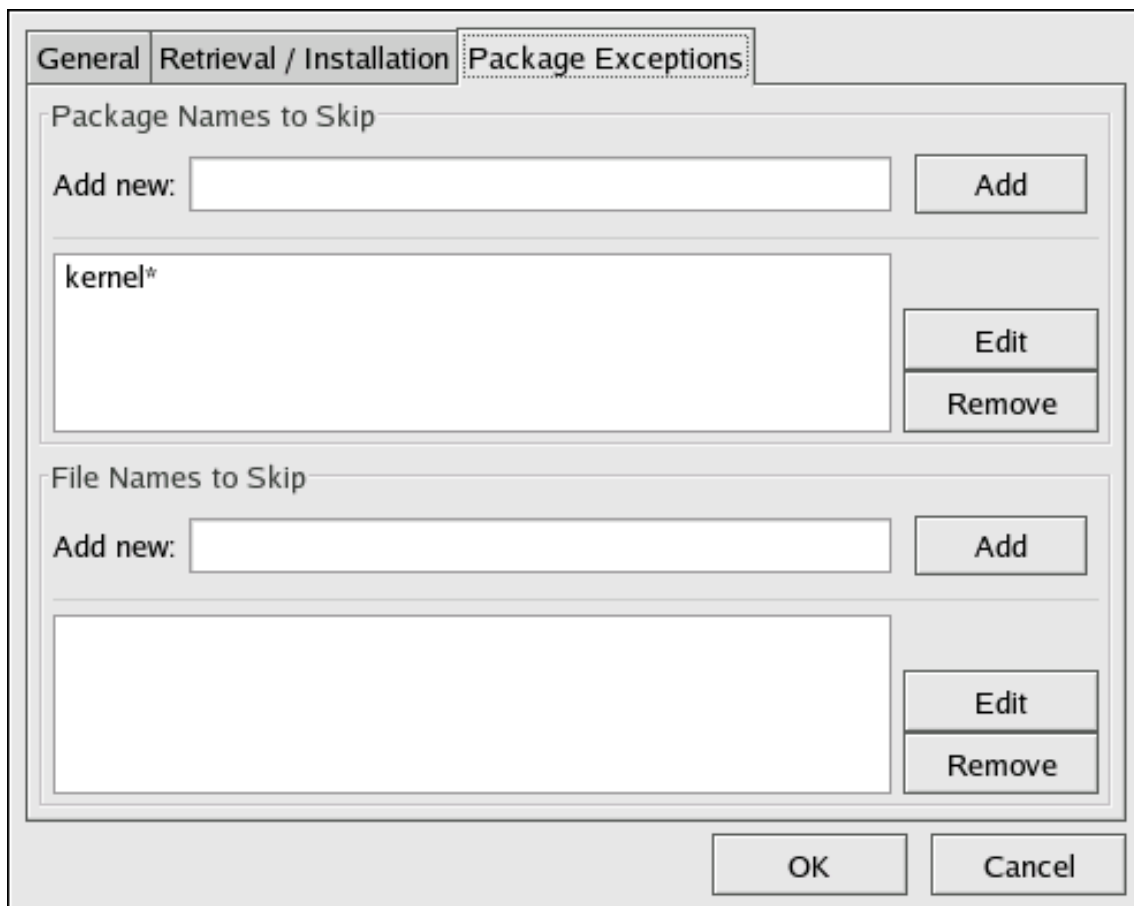 General Retrieval / Installation Package Exceptions
Package Names to Skip
Add new: Add
kernel*
Edit
Remove
File Names to Skip
Add new: Add
Edit
Remove
OK Cancel